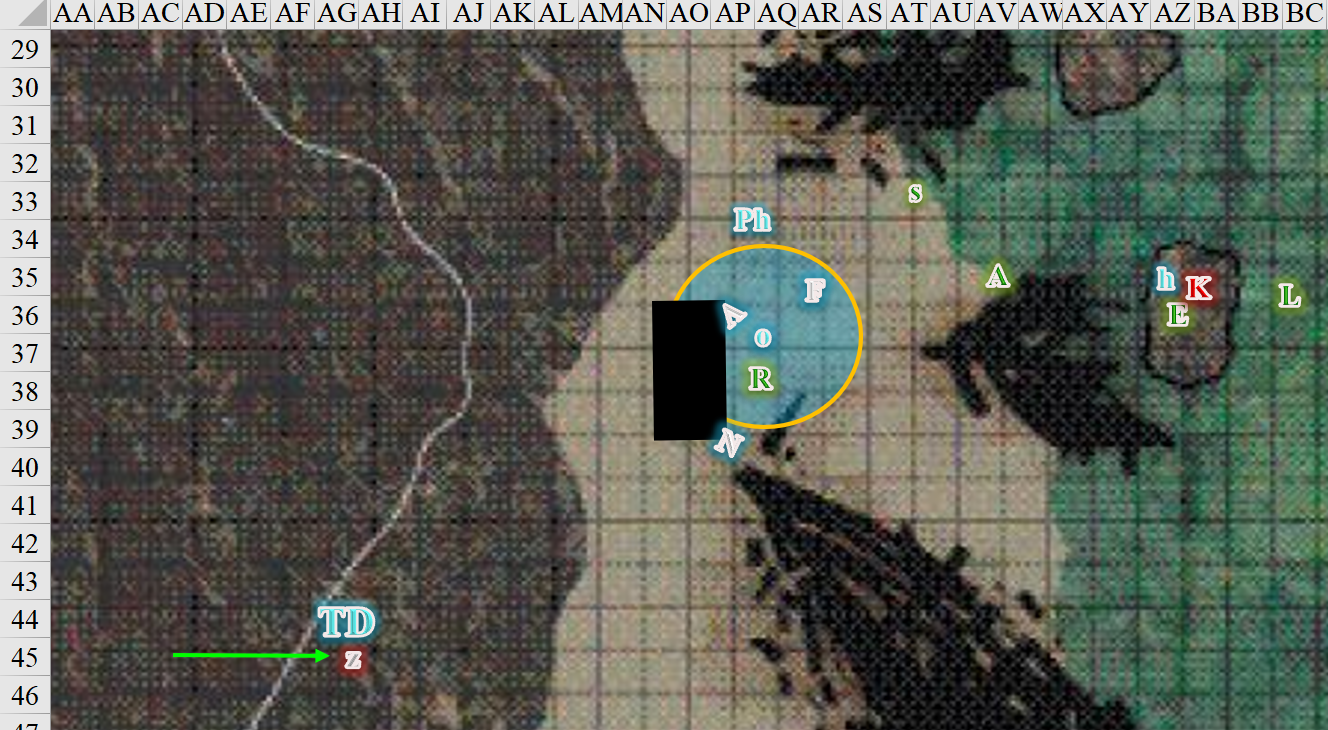 AA AB AC AD AE AF AG AH AI AJ AK AL AM AN AO AP AQ AR AS AT AU AV AW AX AY AZ BA BB BC
29
30
31
32
33 s
34 Ph
35 A h K
36 A F E L
37 o
38 R
39 N
40
41
42
43
44 TD
45 z
46
47